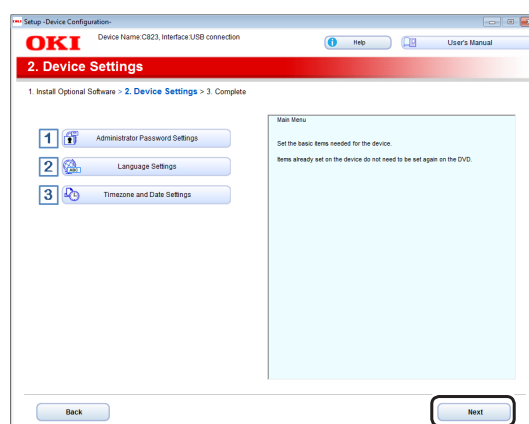 Setup -Device Configuration-
OKI
Device Name:C823, Interface:USB connection
Help
User's Manual
2. Device Settings
1. Install Optional Software > 2. Device Settings > 3. Complete
1 Administrator Password Settings
2 Language Settings
3 Timezone and Date Settings
Main Menu
Set the basic items needed for the device.
Items already set on the device do not need to be set again on the DVD.
Back
Next